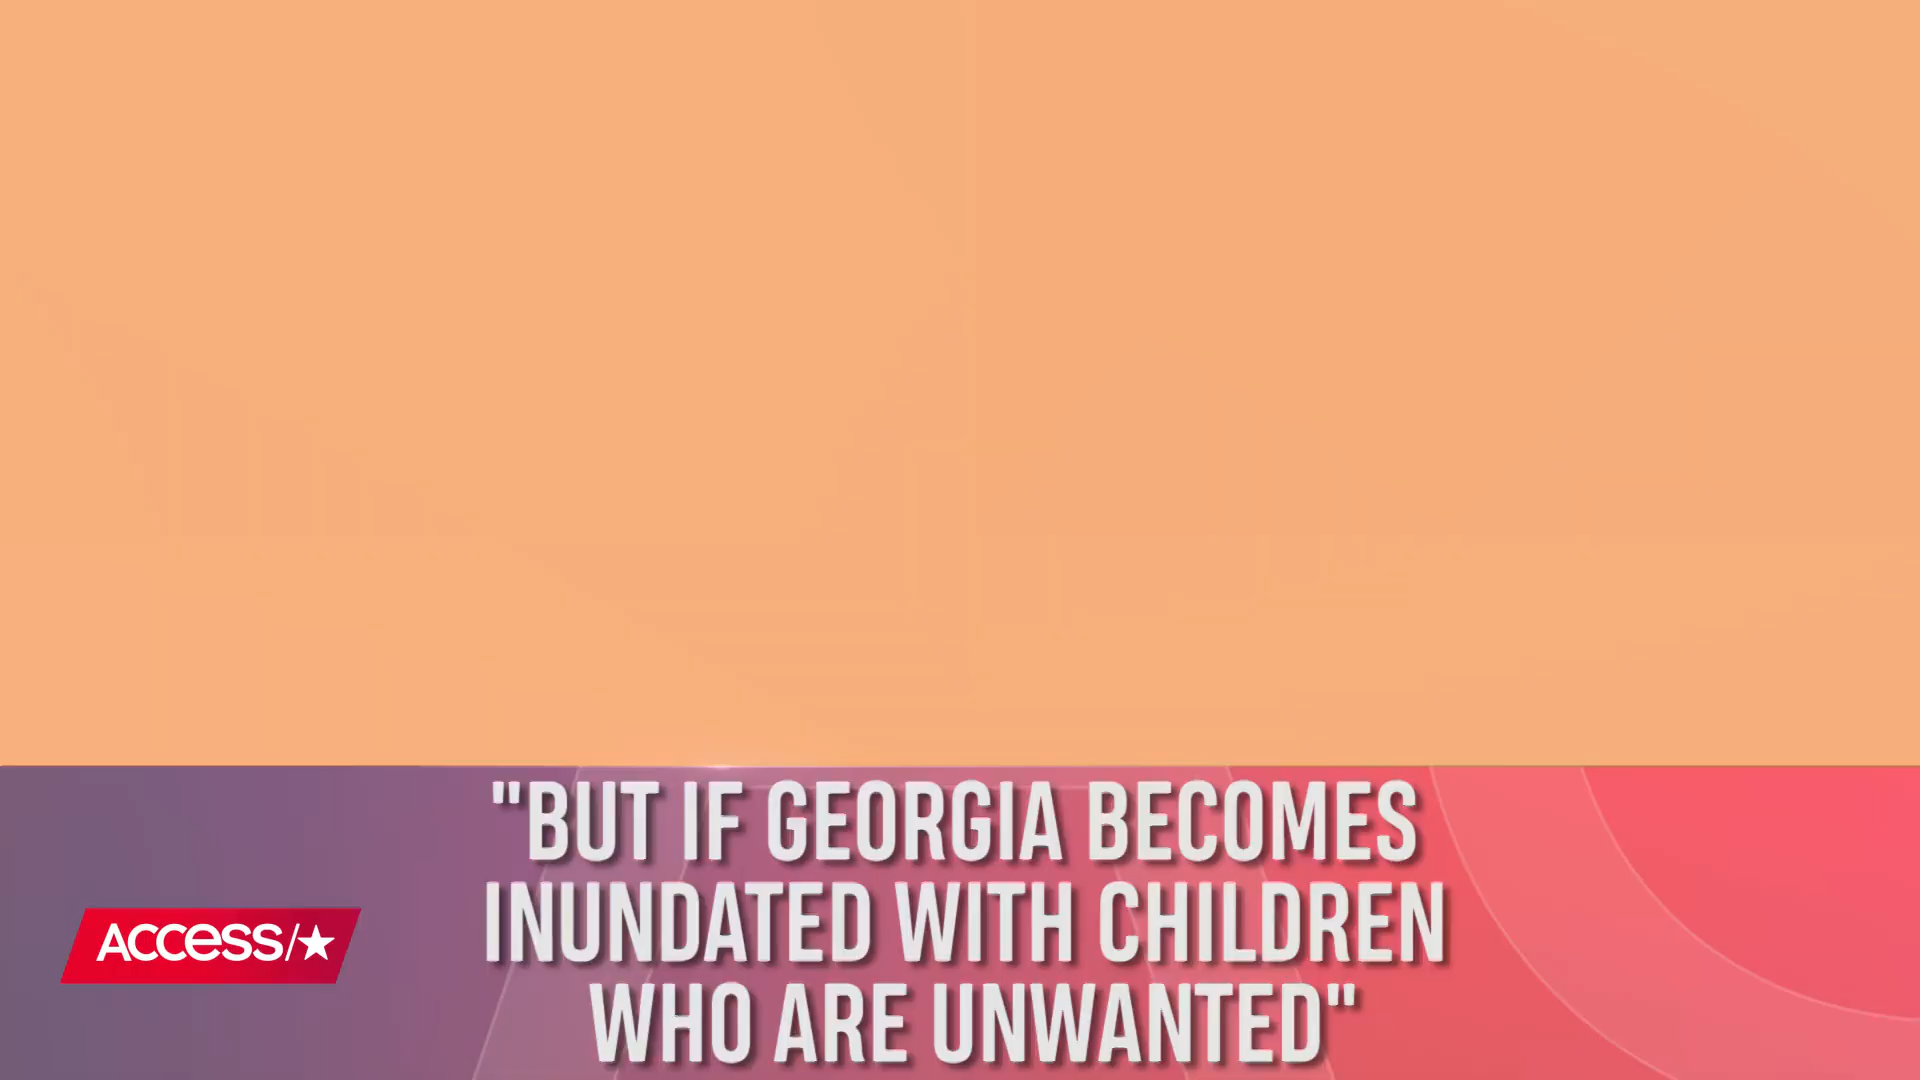 "BUT IF GEORGIA BECOMES
INUNDATED WITH CHILDREN
WHO ARE UNWANTED"
ACCESS/★